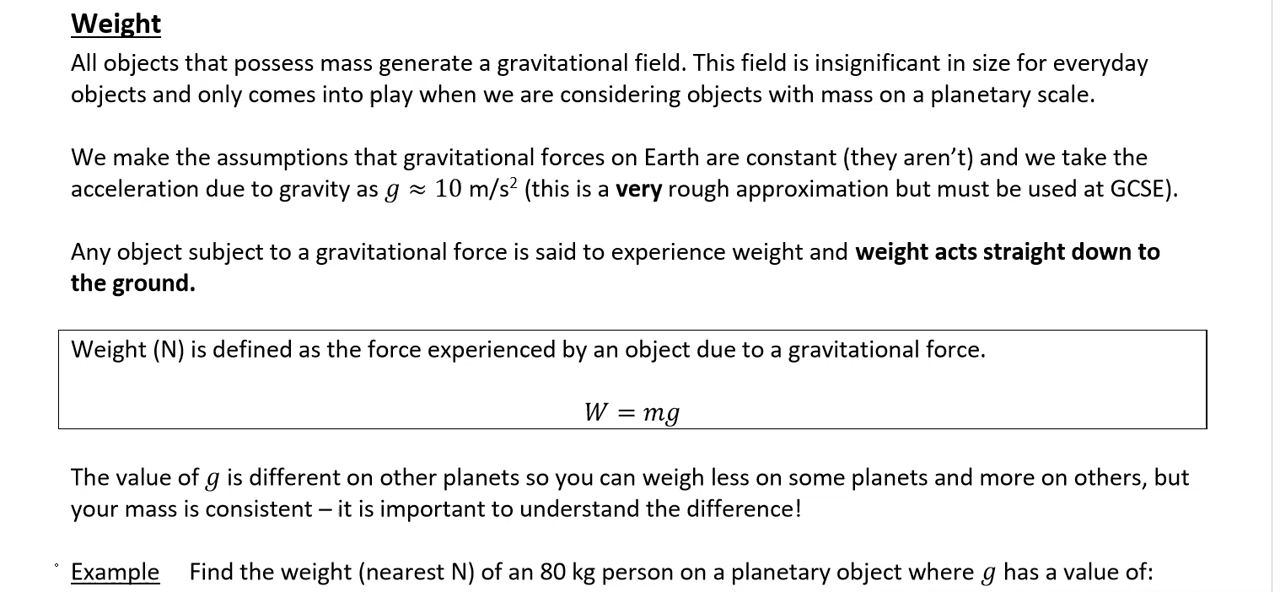 Weight
All objects that possess mass generate a gravitational field. This field is insignificant in size for everyday
objects and only comes into play when we are considering objects with mass on a planetary scale.
We make the assumptions that gravitational forces on Earth are constant (they aren’t) and we take the
acceleration due to gravity as g ≈ 10 m/s² (this is a very rough approximation but must be used at GCSE).
Any object subject to a gravitational force is said to experience weight and weight acts straight down to
the ground.
Weight (N) is defined as the force experienced by an object due to a gravitational force.
W = mg
The value of g is different on other planets so you can weigh less on some planets and more on others, but
your mass is consistent – it is important to understand the difference!
Example Find the weight (nearest N) of an 80 kg person on a planetary object where g has a value of: